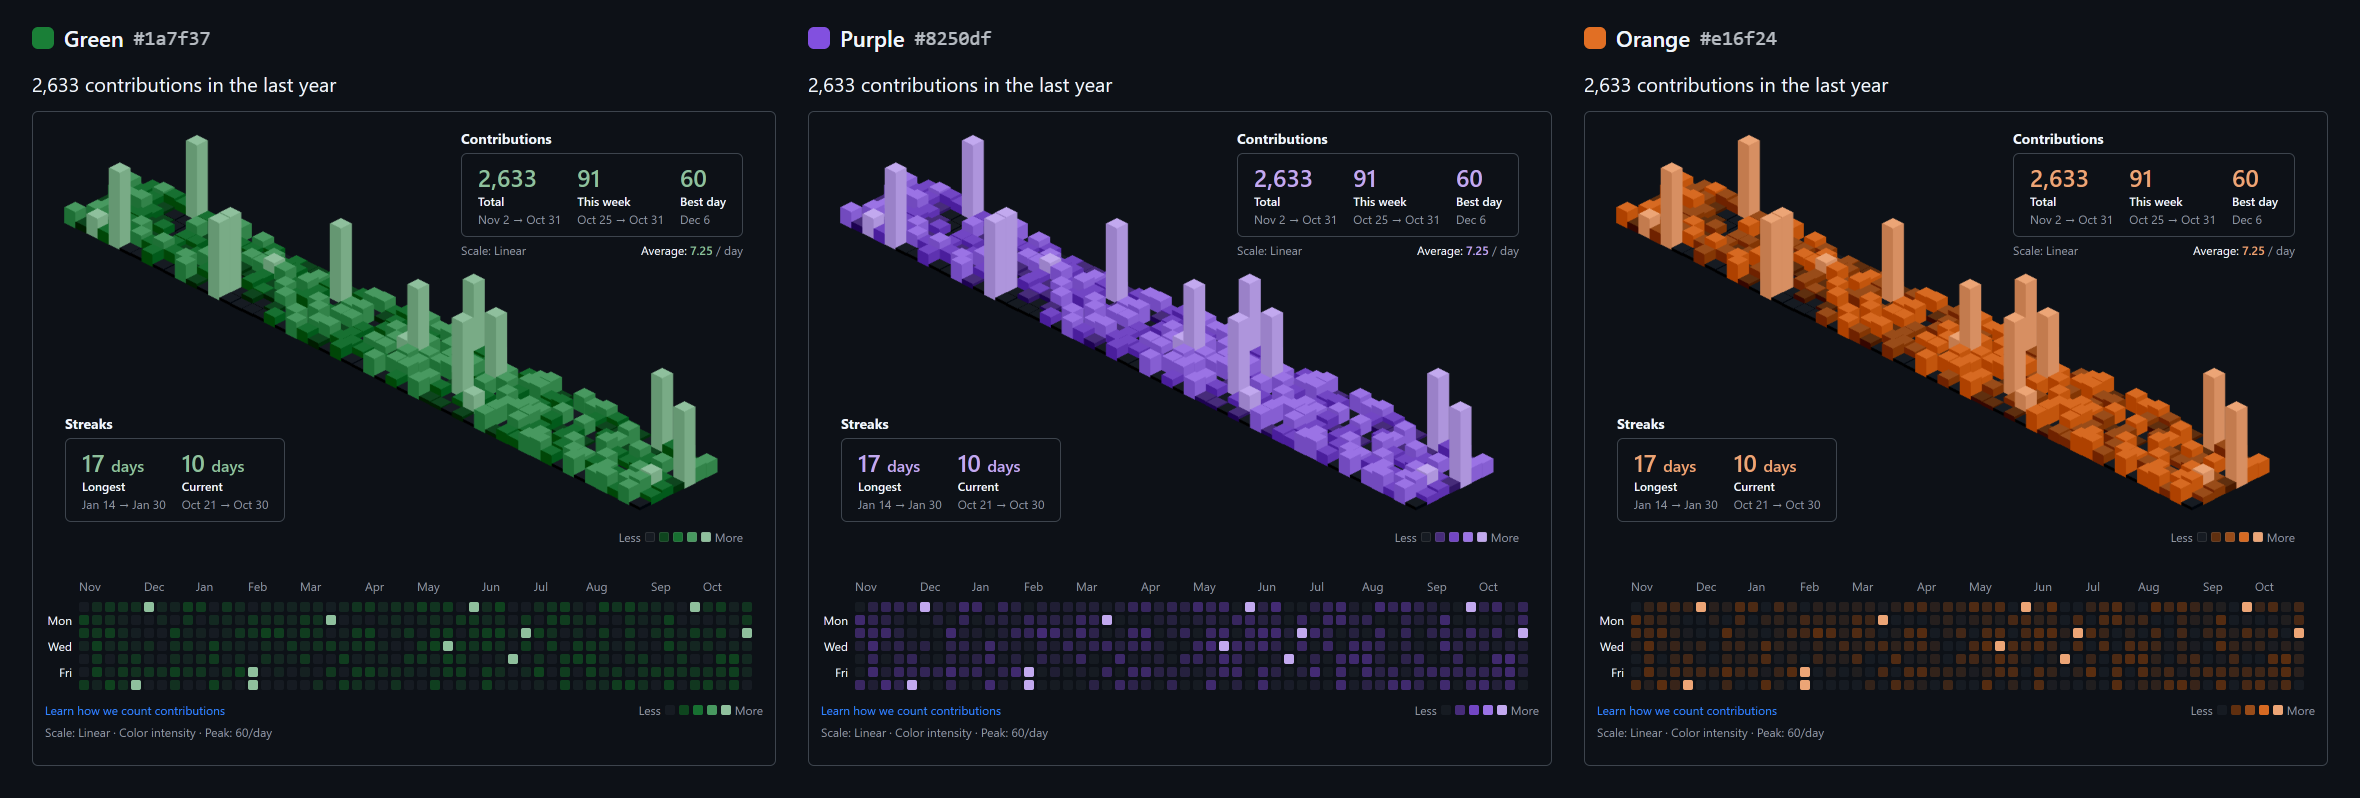 Green #1a7f37
2,633 contributions in the last year
Contributions
2,633 91 60
Total This week Best day
Nov 2 → Oct 31 Oct 25 → Oct 31 Dec 6
Scale: Linear Average: 7.25 / day
Streaks
17 days 10 days
Longest Current
Jan 14 → Jan 30 Oct 21 → Oct 30
Less More
Nov Dec Jan Feb Mar Apr May Jun Jul Aug Sep Oct
Mon
Wed
Fri
Learn how we count contributions Less More
Scale: Linear · Color intensity · Peak: 60/day
Purple #8250df
2,633 contributions in the last year
Contributions
2,633 91 60
Total This week Best day
Nov 2 → Oct 31 Oct 25 → Oct 31 Dec 6
Scale: Linear Average: 7.25 / day
Streaks
17 days 10 days
Longest Current
Jan 14 → Jan 30 Oct 21 → Oct 30
Less More
Nov Dec Jan Feb Mar Apr May Jun Jul Aug Sep Oct
Mon
Wed
Fri
Learn how we count contributions Less More
Scale: Linear · Color intensity · Peak: 60/day
Orange #e16f24
2,633 contributions in the last year
Contributions
2,633 91 60
Total This week Best day
Nov 2 → Oct 31 Oct 25 → Oct 31 Dec 6
Scale: Linear Average: 7.25 / day
Streaks
17 days 10 days
Longest Current
Jan 14 → Jan 30 Oct 21 → Oct 30
Less More
Nov Dec Jan Feb Mar Apr May Jun Jul Aug Sep Oct
Mon
Wed
Fri
Learn how we count contributions Less More
Scale: Linear · Color intensity · Peak: 60/day